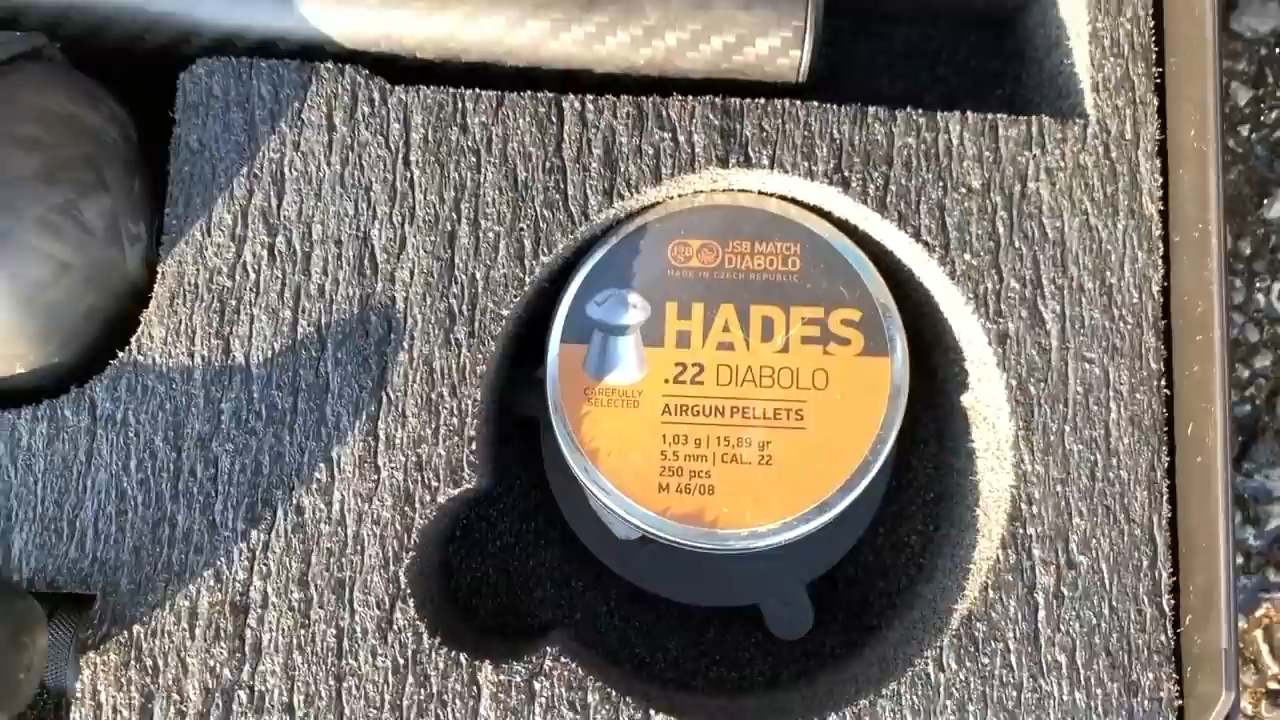 JSB
JSB MATCH
DIABOLO
MADE IN CZECH REPUBLIC
HADES
.22 DIABOLO
CAREFULLY
SELECTED
AIRGUN PELLETS
1,03 g | 15,89 gr
5.5 mm | CAL. 22
250 pcs
M 46/08